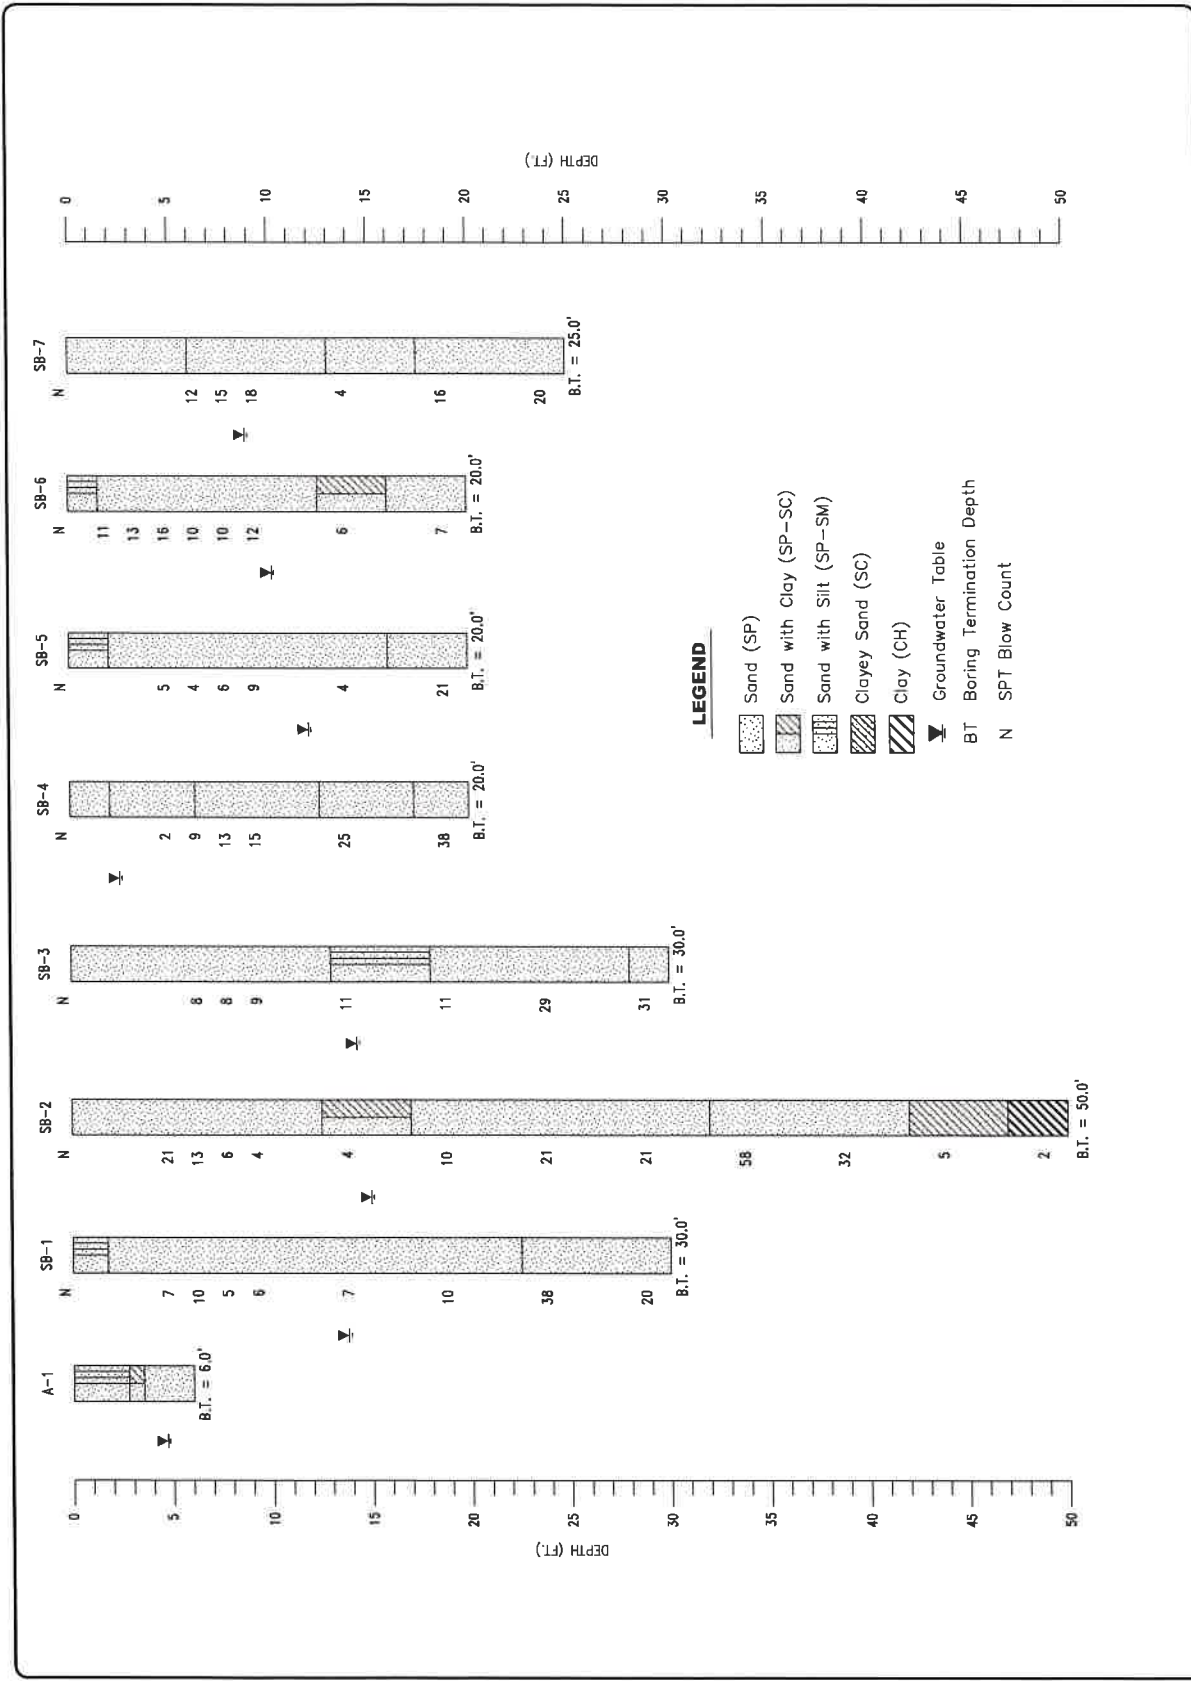 A-1
SB-1
SB-2
SB-3
SB-4
SB-5
SB-6
SB-7
N
N
N
N
N
N
N
DEPTH (FT.)
0
5
10
15
20
25
30
35
40
45
50
B.T. = 6.0'
7
10
5
6
7
10
38
20
B.T. = 30.0'
21
13
6
4
4
10
21
21
58
32
5
2
B.T. = 50.0'
8
8
9
11
11
29
31
B.T. = 30.0'
2
9
13
15
25
38
B.T. = 20.0'
5
4
6
9
4
21
B.T. = 20.0'
11
13
16
10
10
12
6
7
B.T. = 20.0'
12
15
18
4
16
20
B.T. = 25.0'
0
5
10
15
20
25
30
35
40
45
50
DEPTH (FT.)
LEGEND
Sand (SP)
Sand with Clay (SP-SC)
Sand with Silt (SP-SM)
Clayey Sand (SC)
Clay (CH)
Groundwater Table
BT Boring Termination Depth
N SPT Blow Count